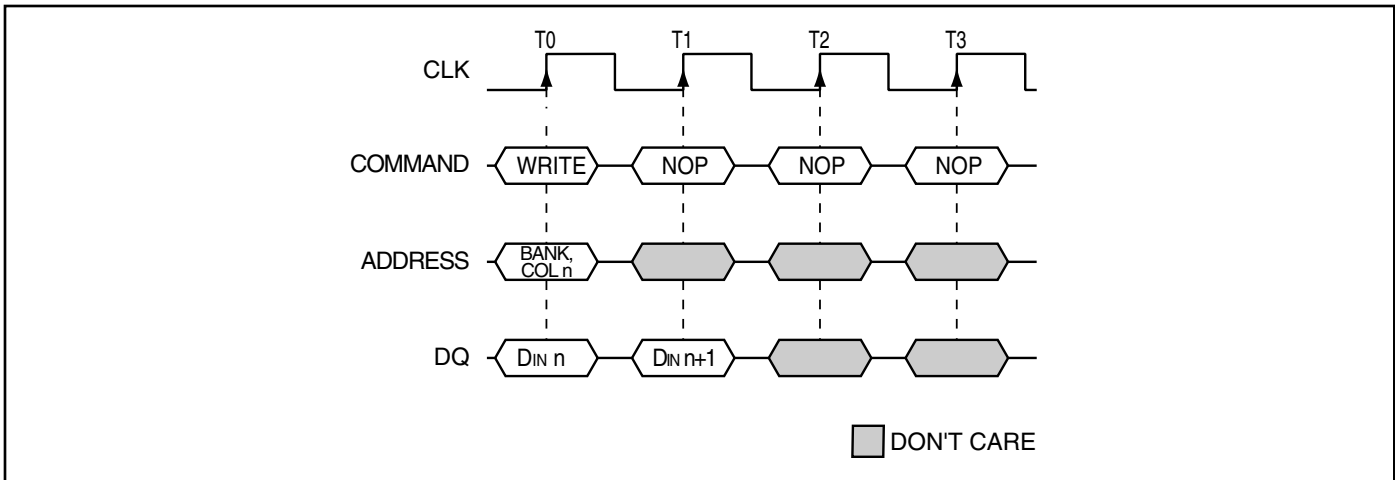 T0 T1 T2 T3
CLK
COMMAND WRITE NOP NOP NOP
ADDRESS BANK,
COL n
DQ DIN n DIN n+1
DON'T CARE